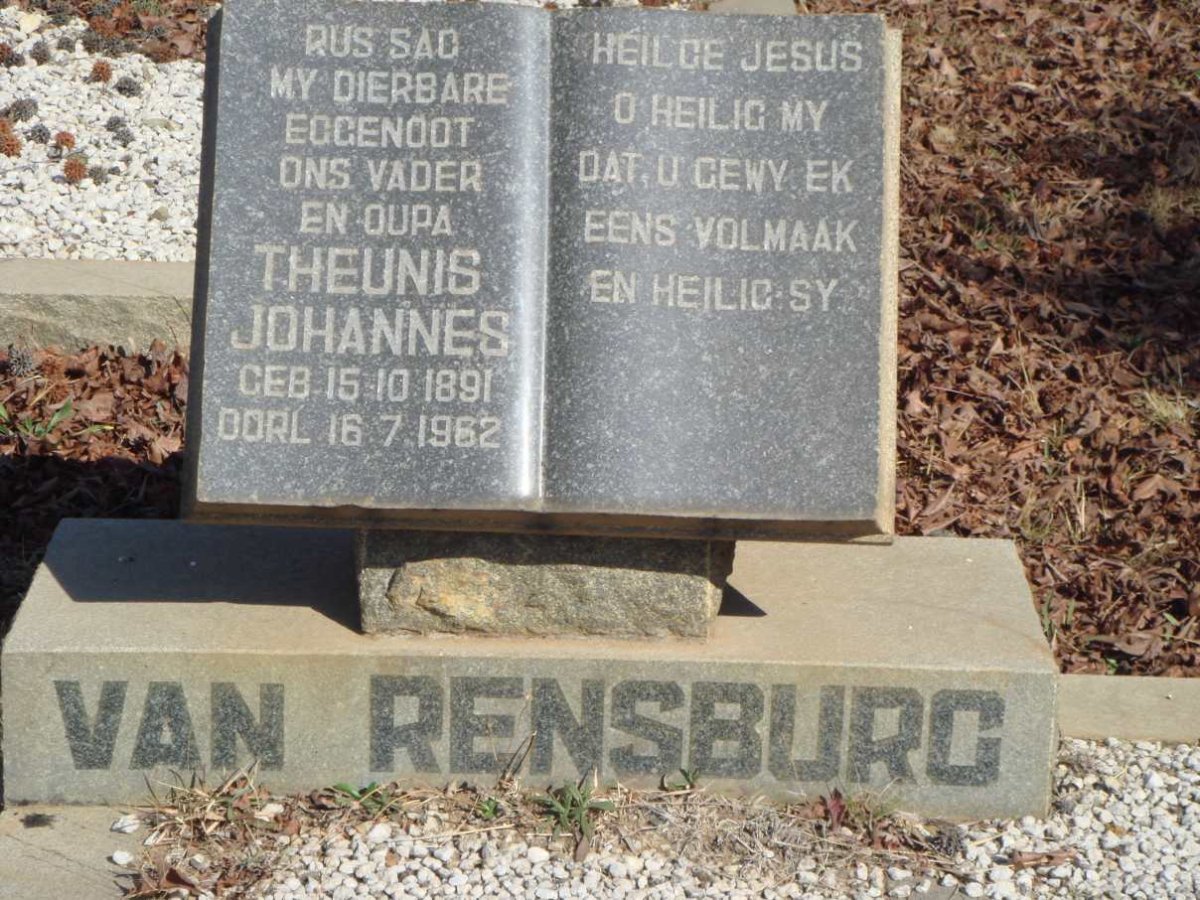 RUS SAG
MY DIERBARE
EGGENOOT
ONS VADER
EN OUPA
THEUNIS
JOHANNES
GEB 15 10 1891
OORL 16 7 1962
HEILGE JESUS
O HEILIG MY
DAT U GEWY EK
EENS VOLMAAK
EN HEILIG SY
VAN RENSBURG